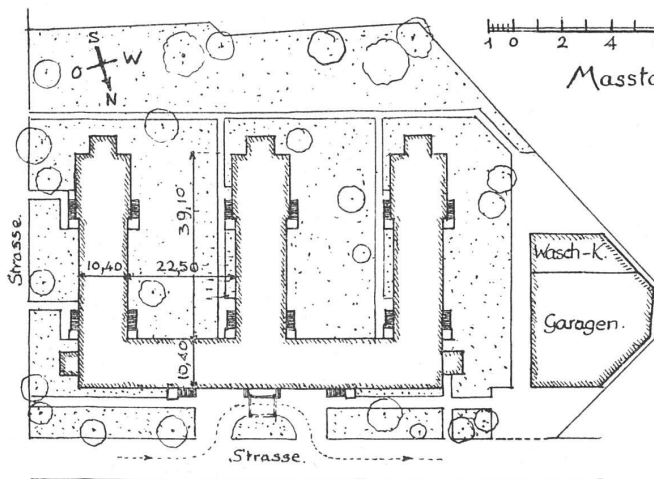 S
O W
N
1 0 2 4
Massta
Strasse
39,10
10,40 22,50
10,40
Wasch-K.
Garagen.
Strasse.